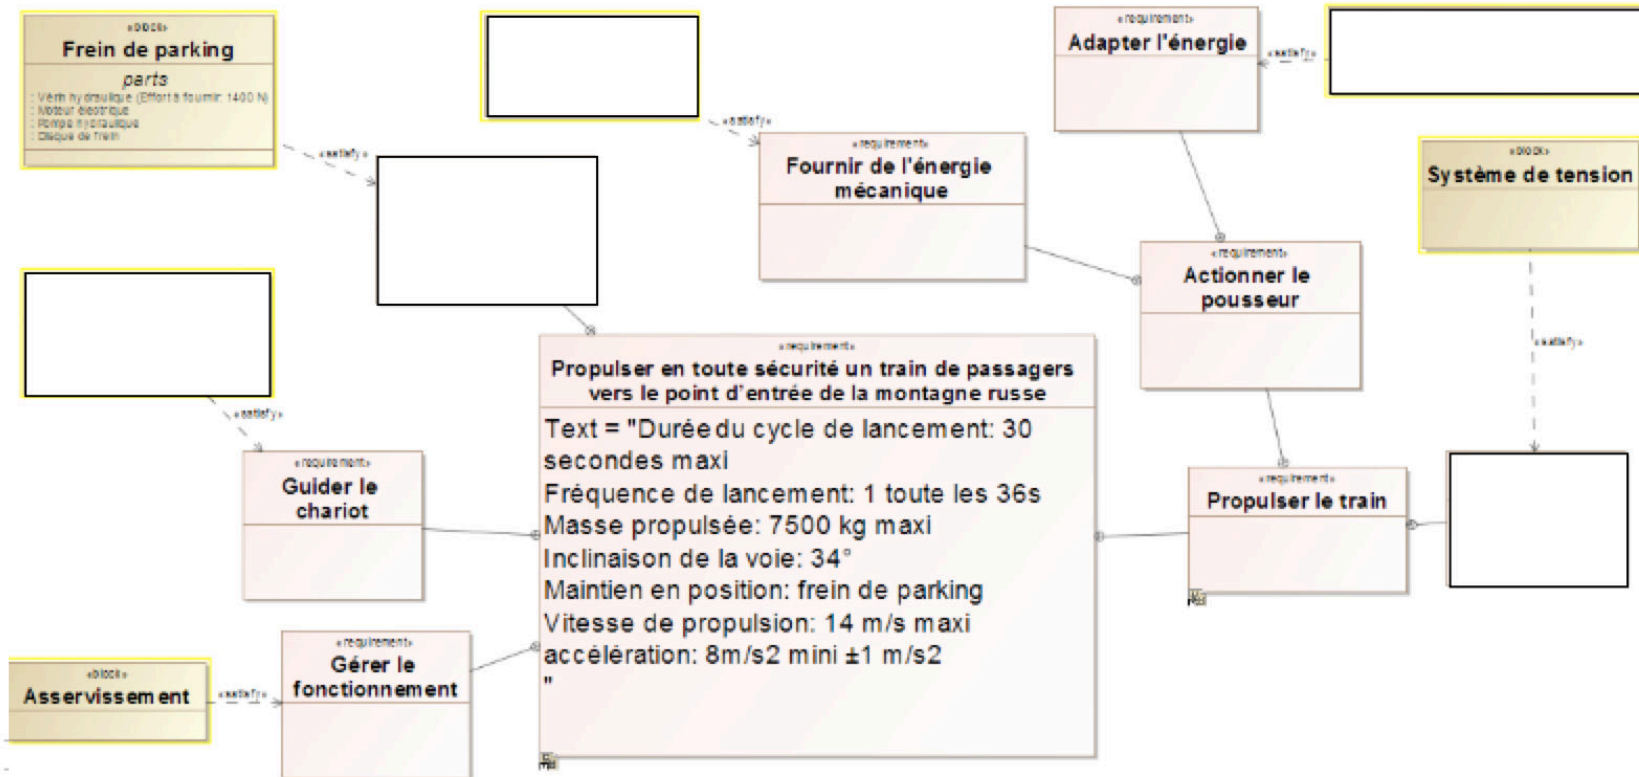 «block»
Frein de parking
parts
: Vérin hydraulique (Effort à fournir: 1400 N)
: Moteur électrique
: Pompe hydraulique
: Disque de frein
«satisfy»
«satisfy»
«requirement»
Fournir de l'énergie
mécanique
«requirement»
Adapter l'énergie
«satisfy»
«block»
Système de tension
«satisfy»
«requirement»
Actionner le
pousseur
«satisfy»
«requirement»
Guider le
chariot
«requirement»
Propulser en toute sécurité un train de passagers
vers le point d'entrée de la montagne russe
Text = "Durée du cycle de lancement: 30
secondes maxi
Fréquence de lancement: 1 toute les 36s
Masse propulsée: 7500 kg maxi
Inclinaison de la voie: 34°
Maintien en position: frein de parking
Vitesse de propulsion: 14 m/s maxi
accélération: 8m/s2 mini ±1 m/s2
"
«requirement»
Propulser le train
«block»
Asservissement
«satisfy»
«requirement»
Gérer le
fonctionnement